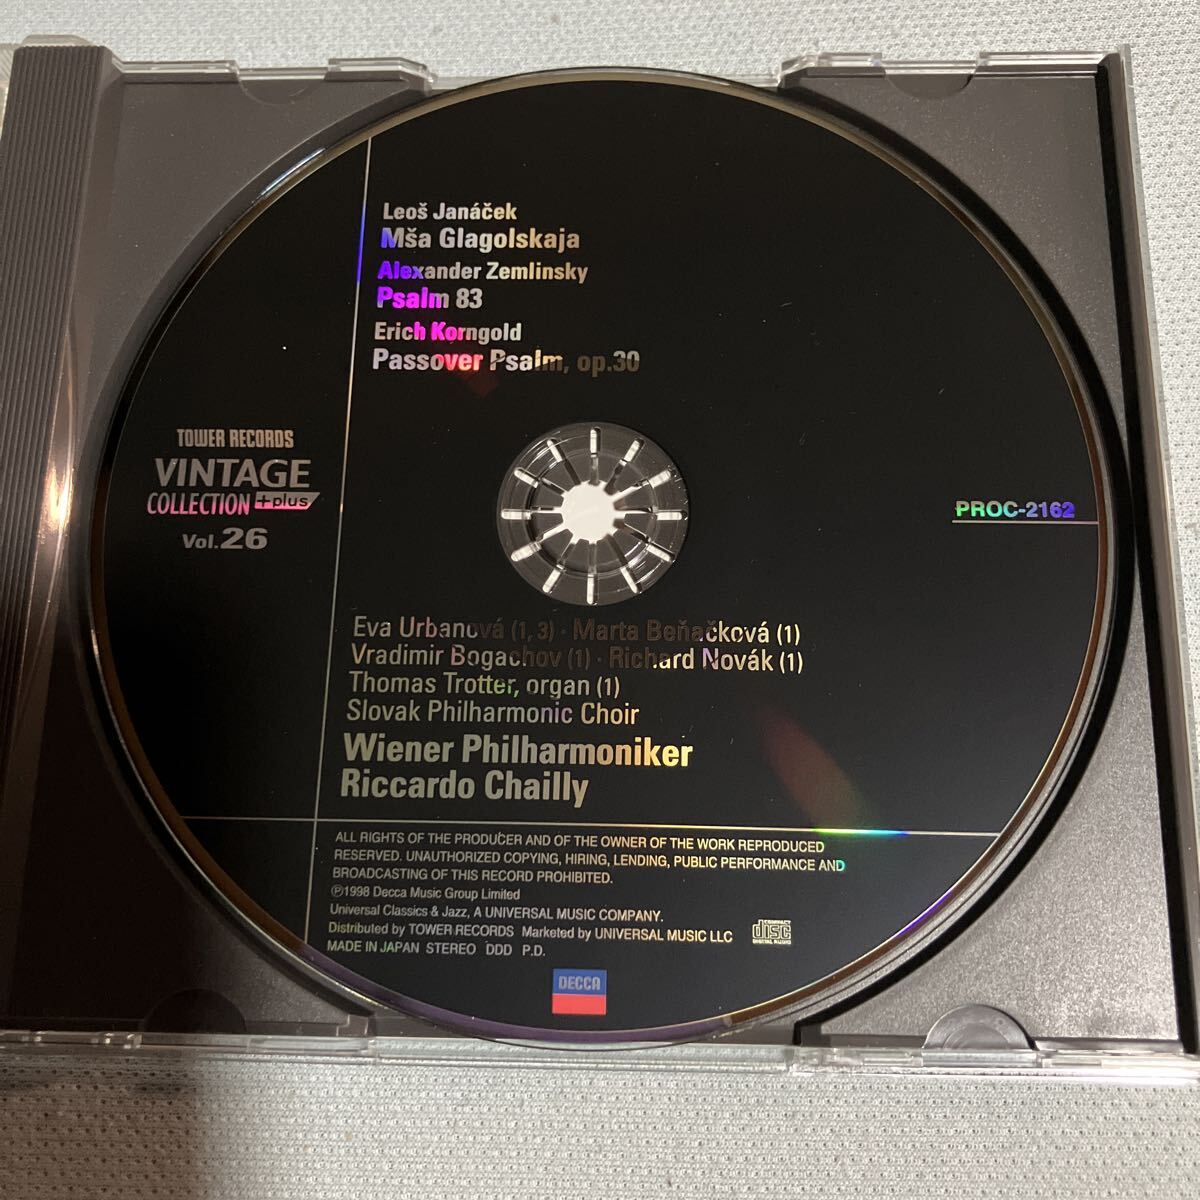 Leoš Janáček
Mša Glagolskaja
Alexander Zemlinsky
Psalm 83
Erich Korngold
Passover Psalm, op.30
TOWER RECORDS
VINTAGE
COLLECTION +plus
Vol.26
PROC-2162
Eva Urbanová (1, 3) · Marta Beňačková (1)
Vradimir Bogachov (1) · Richard Novák (1)
Thomas Trotter, organ (1)
Slovak Philharmonic Choir
Wiener Philharmoniker
Riccardo Chailly
ALL RIGHTS OF THE PRODUCER AND OF THE OWNER OF THE WORK REPRODUCED
RESERVED. UNAUTHORIZED COPYING, HIRING, LENDING, PUBLIC PERFORMANCE AND
BROADCASTING OF THIS RECORD PROHIBITED.
℗1998 Decca Music Group Limited
Universal Classics & Jazz, A UNIVERSAL MUSIC COMPANY.
Distributed by TOWER RECORDS Marketed by UNIVERSAL MUSIC LLC
MADE IN JAPAN STEREO DDD P.D.
COMPACT
disc
DIGITAL AUDIO
DECCA